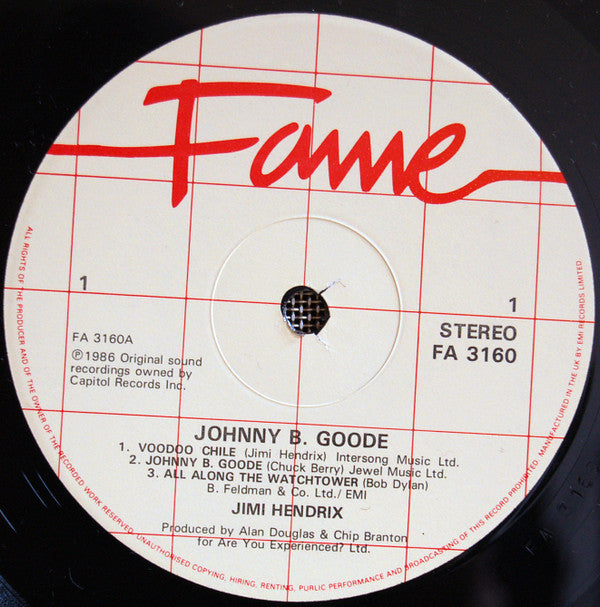 Fame
1
1
FA 3160A
℗1986 Original sound
recordings owned by
Capitol Records Inc.
STEREO
FA 3160
JOHNNY B. GOODE
1. VOODOO CHILE (Jimi Hendrix) Intersong Music Ltd.
2. JOHNNY B. GOODE (Chuck Berry) Jewel Music Ltd.
3. ALL ALONG THE WATCHTOWER (Bob Dylan)
B. Feldman & Co. Ltd./ EMI
JIMI HENDRIX
Produced by Alan Douglas & Chip Branton
for Are You Experienced? Ltd.
ALL RIGHTS OF THE PRODUCER AND OF THE OWNER OF THE RECORDED WORK RESERVED. UNAUTHORISED COPYING, HIRING, RENTING, PUBLIC PERFORMANCE AND BROADCASTING OF THIS RECORD PROHIBITED. MANUFACTURED IN THE UK BY EMI RECORDS LIMITED.